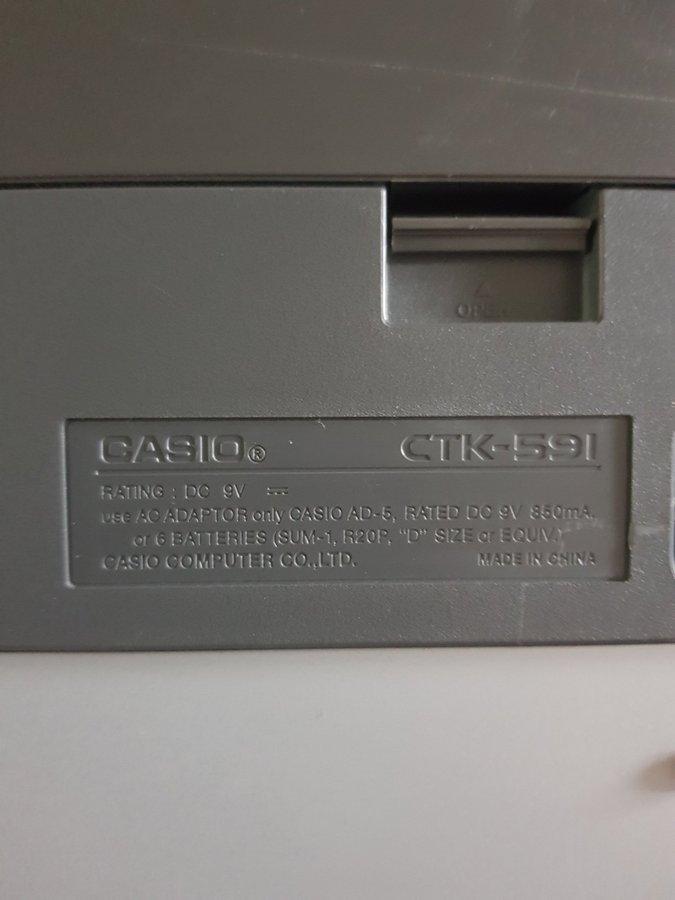 OPEN
CASIO® CTK-591
RATING : DC 9V ⎓
use AC ADAPTOR only CASIO AD-5, RATED DC 9V 850mA,
or 6 BATTERIES (SUM-1, R20P, "D" SIZE or EQUIV.)
CASIO COMPUTER CO.,LTD. MADE IN CHINA